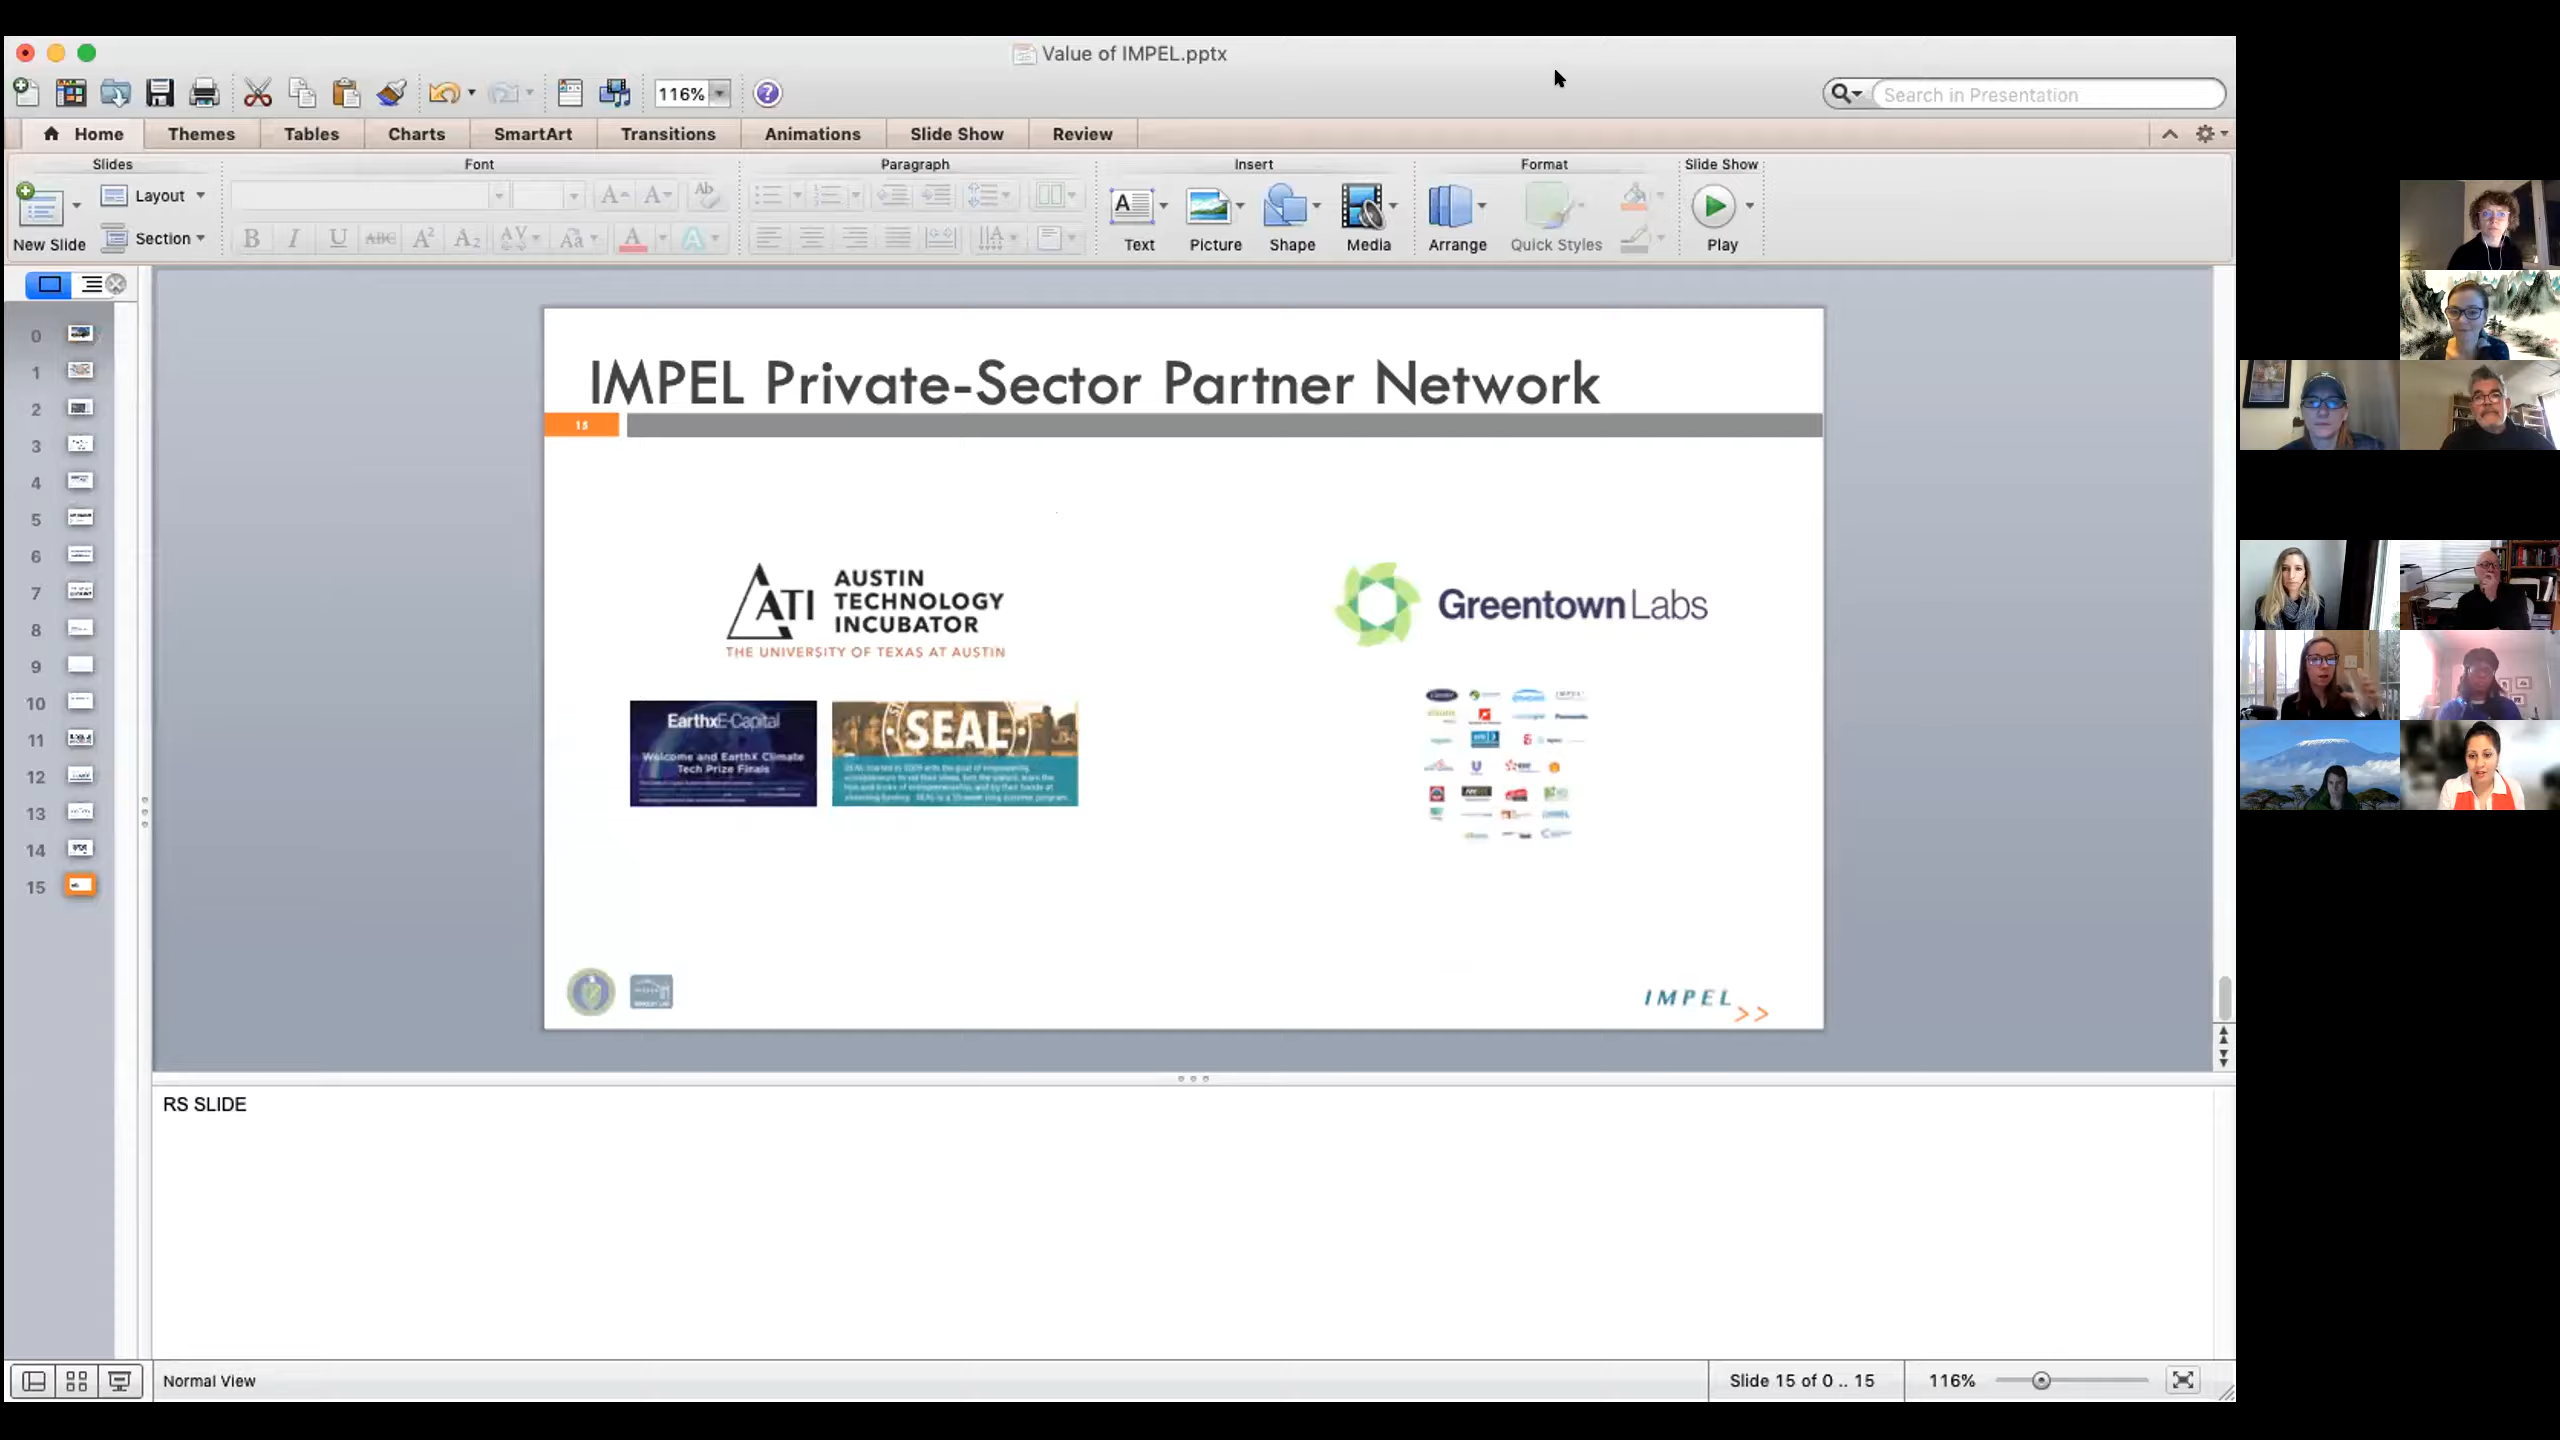 Value of IMPEL.pptx
116%
Search in Presentation
Home
Themes
Tables
Charts
SmartArt
Transitions
Animations
Slide Show
Review
Slides
Font
Paragraph
Insert
Format
Slide Show
New Slide
Layout
Section
Text
Picture
Shape
Media
Arrange
Quick Styles
Play
0
1
2
3
4
5
6
7
8
9
10
11
12
13
14
15
IMPEL Private-Sector Partner Network
15
ATI
AUSTIN
TECHNOLOGY
INCUBATOR
THE UNIVERSITY OF TEXAS AT AUSTIN
Greentown Labs
EarthxE-Capital
Welcome and EarthX Climate
Tech Prize Finals
SEAL
IMPEL >>
RS SLIDE
Normal View
Slide 15 of 0 .. 15
116%